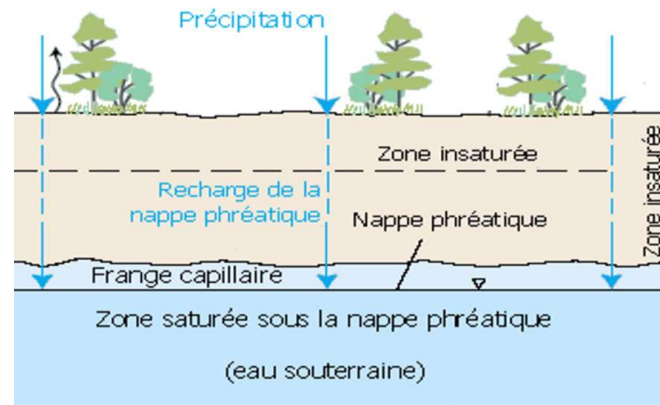 Précipitation
Zone insaturée
Zone insaturée
Recharge de la
nappe phréatique
Nappe phréatique
Frange capillaire
Zone saturée sous la nappe phréatique
(eau souterraine)